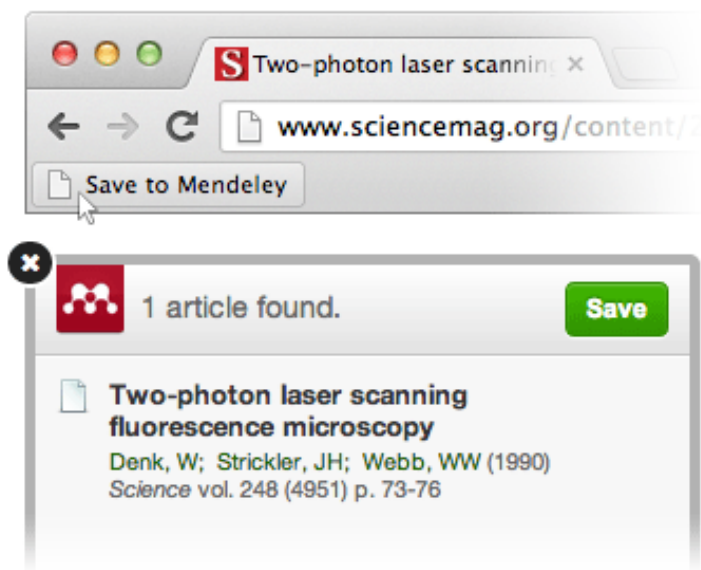 S Two-photon laser scanning ×
www.sciencemag.org/content/
Save to Mendeley
1 article found.
Save
Two-photon laser scanning
fluorescence microscopy
Denk, W; Strickler, JH; Webb, WW (1990)
Science vol. 248 (4951) p. 73-76